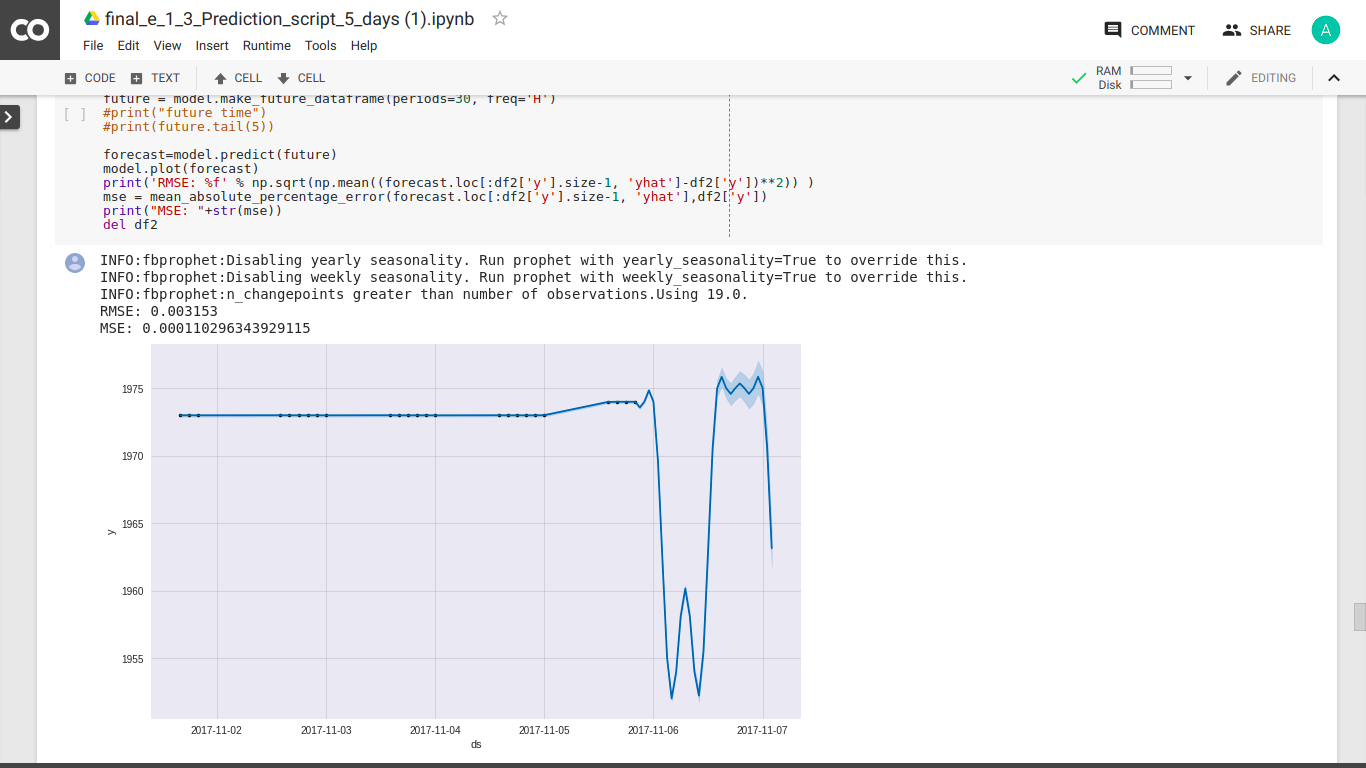 CO
final_e_1_3_Prediction_script_5_days (1).ipynb
COMMENT
SHARE
A
File Edit View Insert Runtime Tools Help
CODE TEXT CELL CELL
RAM
Disk
EDITING
future = model.make_future_dataframe(periods=30, freq='H')
[ ] #print("future time")
#print(future.tail(5))
forecast=model.predict(future)
model.plot(forecast)
print('RMSE: %f' % np.sqrt(np.mean((forecast.loc[:df2['y'].size-1, 'yhat']-df2['y'])**2)) )
mse = mean_absolute_percentage_error(forecast.loc[:df2['y'].size-1, 'yhat'],df2['y'])
print("MSE: "+str(mse))
del df2
INFO:fbprophet:Disabling yearly seasonality. Run prophet with yearly_seasonality=True to override this.
INFO:fbprophet:Disabling weekly seasonality. Run prophet with weekly_seasonality=True to override this.
INFO:fbprophet:n_changepoints greater than number of observations.Using 19.0.
RMSE: 0.003153
MSE: 0.000110296343929115
1975
1970
1965
y
1960
1955
2017-11-02 2017-11-03 2017-11-04 2017-11-05 2017-11-06 2017-11-07
ds